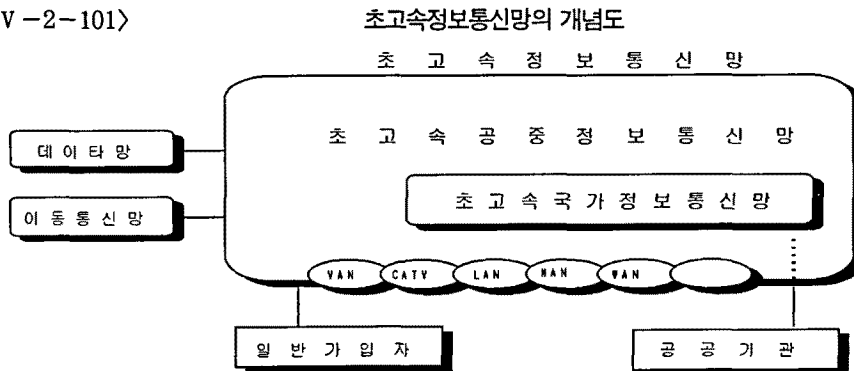 V-2-101〉 초고속정보통신망의 개념도
초 고 속 정 보 통 신 망
초 고 속 공 중 정 보 통 신 망
데 이 타 망
초 고 속 국 가 정 보 통 신 망
이 동 통 신 망
VAN CATV LAN MAN WAN
일 반 가 입 자
공 공 기 관